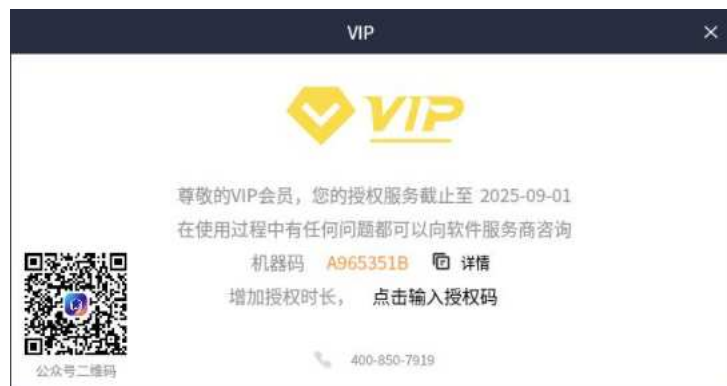 VIP
VIP
尊敬的VIP会员，您的授权服务截止至 2025-09-01
在使用过程中有任何问题都可以向软件服务商咨询
机器码 A965351B 详情
增加授权时长， 点击输入授权码
公众号二维码
400-850-7919